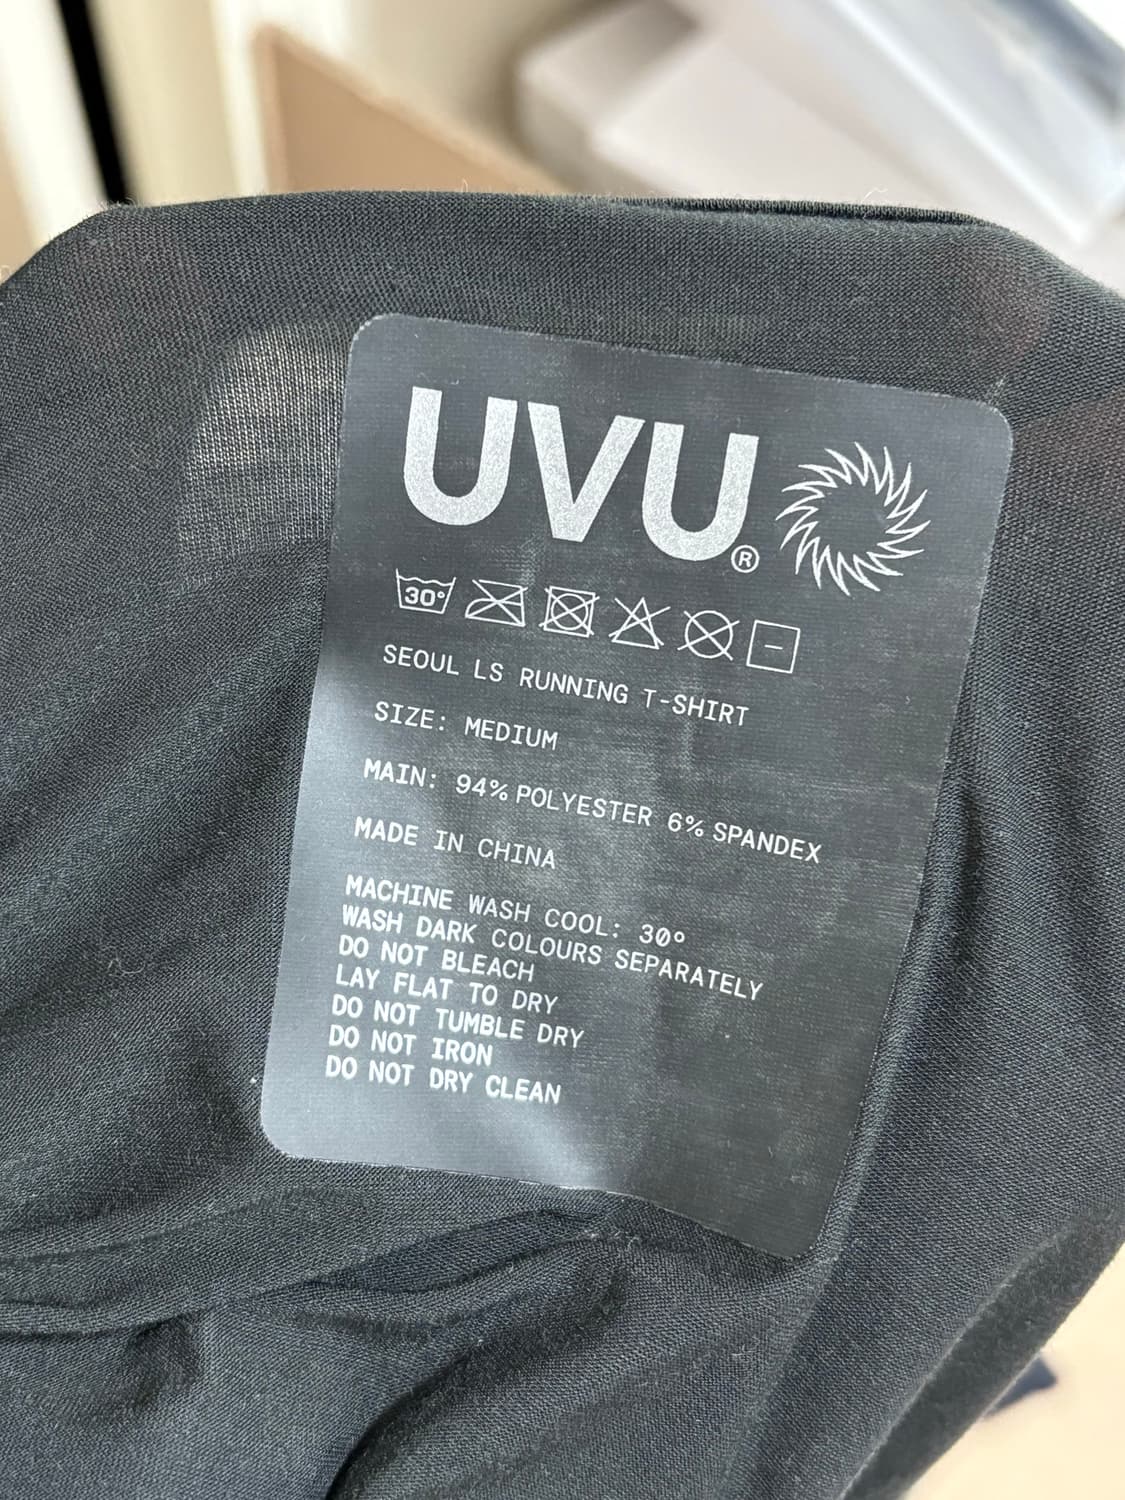 UVU®
30°
SEOUL LS RUNNING T-SHIRT
SIZE: MEDIUM
MAIN: 94% POLYESTER 6% SPANDEX
MADE IN CHINA
MACHINE WASH COOL: 30°
WASH DARK COLOURS SEPARATELY
DO NOT BLEACH
LAY FLAT TO DRY
DO NOT TUMBLE DRY
DO NOT IRON
DO NOT DRY CLEAN